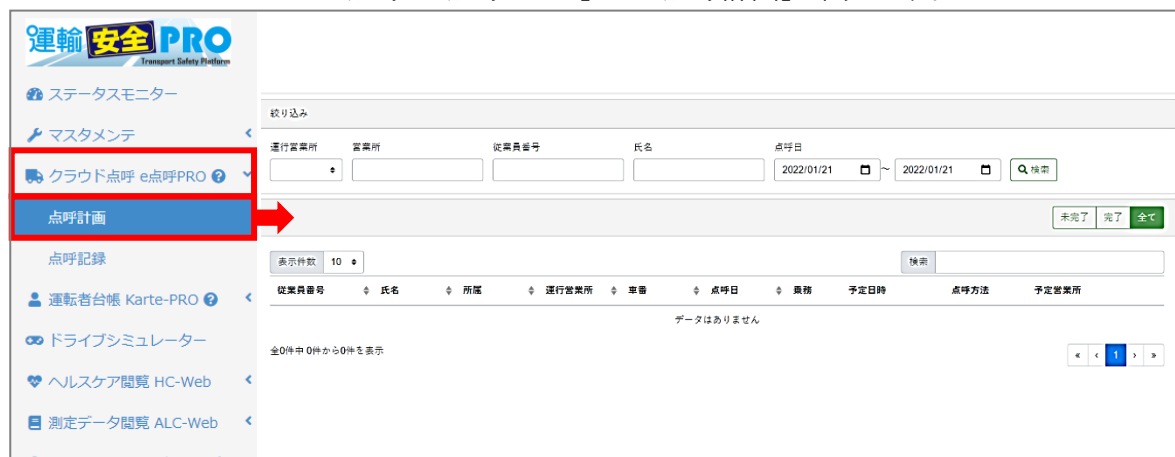 運輸安全PRO
Transport Safety Platform
ステータスモニター
マスタメンテ
クラウド点呼 e点呼PRO
点呼計画
点呼記録
運転者台帳 Karte-PRO
ドライブシミュレーター
ヘルスケア閲覧 HC-Web
測定データ閲覧 ALC-Web
絞り込み
運行営業所 営業所 従業員番号 氏名 点呼日
2022/01/21 ~ 2022/01/21 検索
未完了 完了 全て
表示件数 10 検索
従業員番号 氏名 所属 運行営業所 車番 点呼日 乗務 予定日時 点呼方法 予定営業所
データはありません
全0件中 0件から0件を表示
« ‹ 1 › »